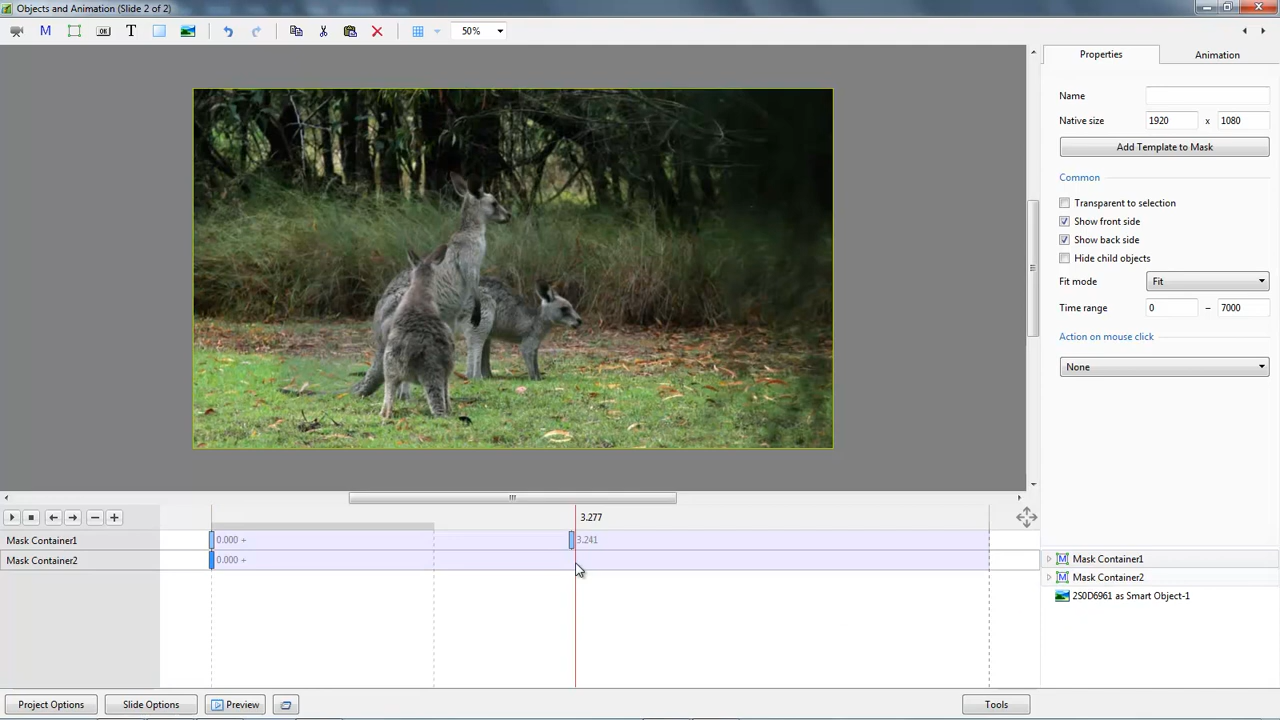 Objects and Animation (Slide 2 of 2)
M
OK
T
50%
Properties
Animation
Name
Native size
1920
x
1080
Add Template to Mask
Common
Transparent to selection
Show front side
Show back side
Hide child objects
Fit mode
Fit
Time range
0
–
7000
Action on mouse click
None
3.277
Mask Container1
0.000 +
3.241
Mask Container2
0.000 +
M
Mask Container1
M
Mask Container2
2S0D6961 as Smart Object-1
Project Options
Slide Options
Preview
Tools